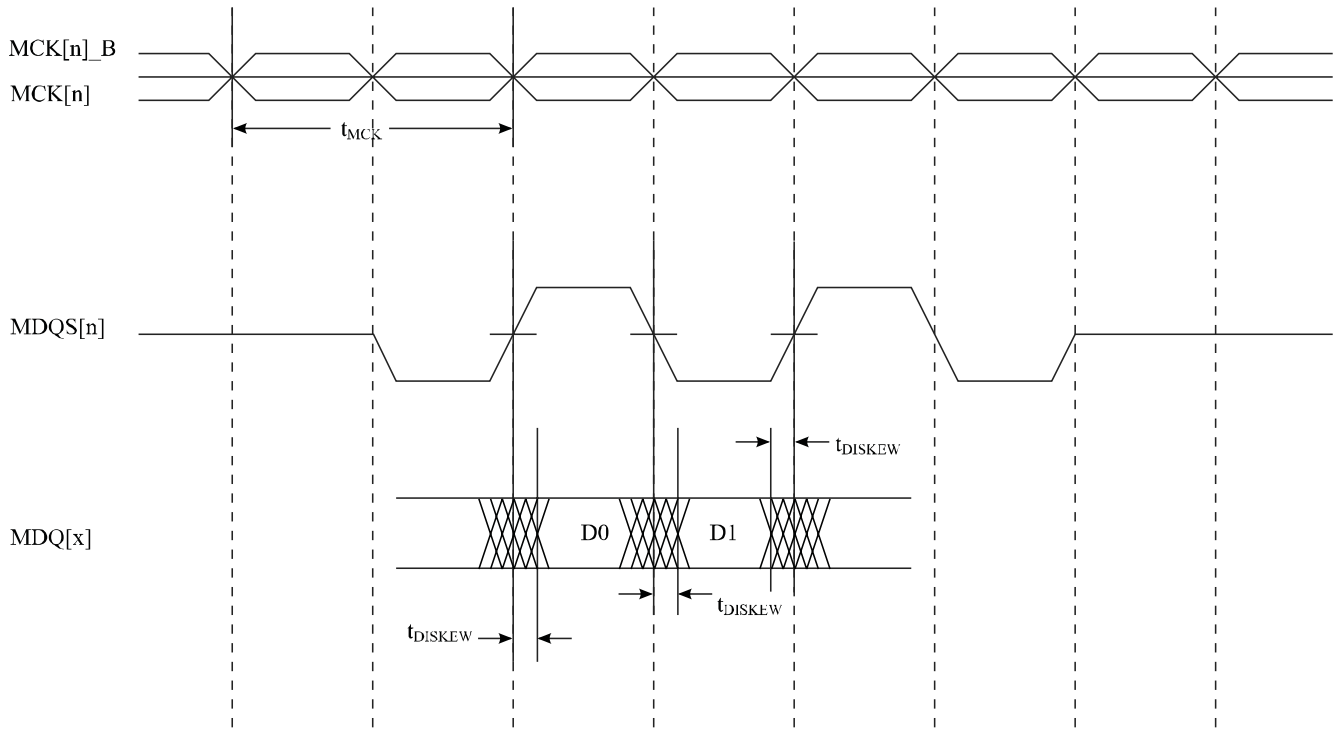 MCK[n]_B
MCK[n]
tMCK
MDQS[n]
tDISKEW
MDQ[x]
D0 D1
tDISKEW
tDISKEW